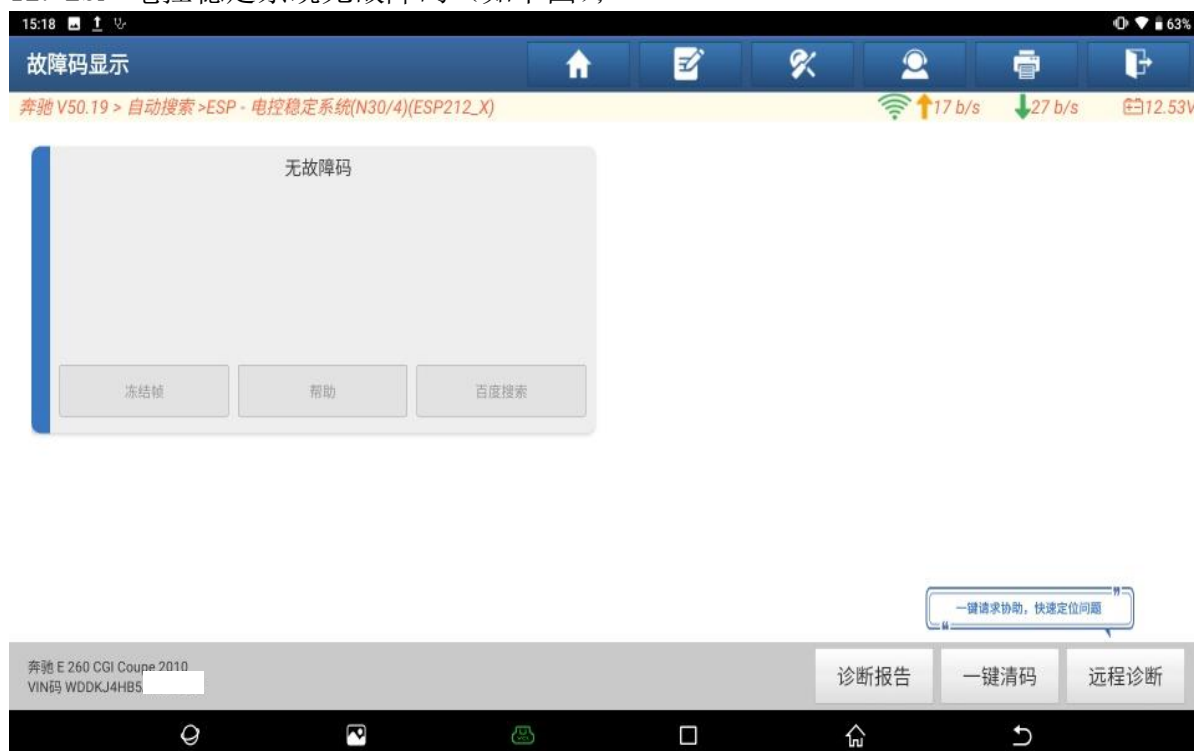 15:18
63%
故障码显示
奔驰 V50.19 > 自动搜索 >ESP - 电控稳定系统(N30/4)(ESP212_X)
17 b/s
27 b/s
12.53V
无故障码
冻结帧
帮助
百度搜索
一键请求协助，快速定位问题
奔驰 E 260 CGI Coupe 2010
VIN码 WDDKJ4HB5
诊断报告
一键清码
远程诊断